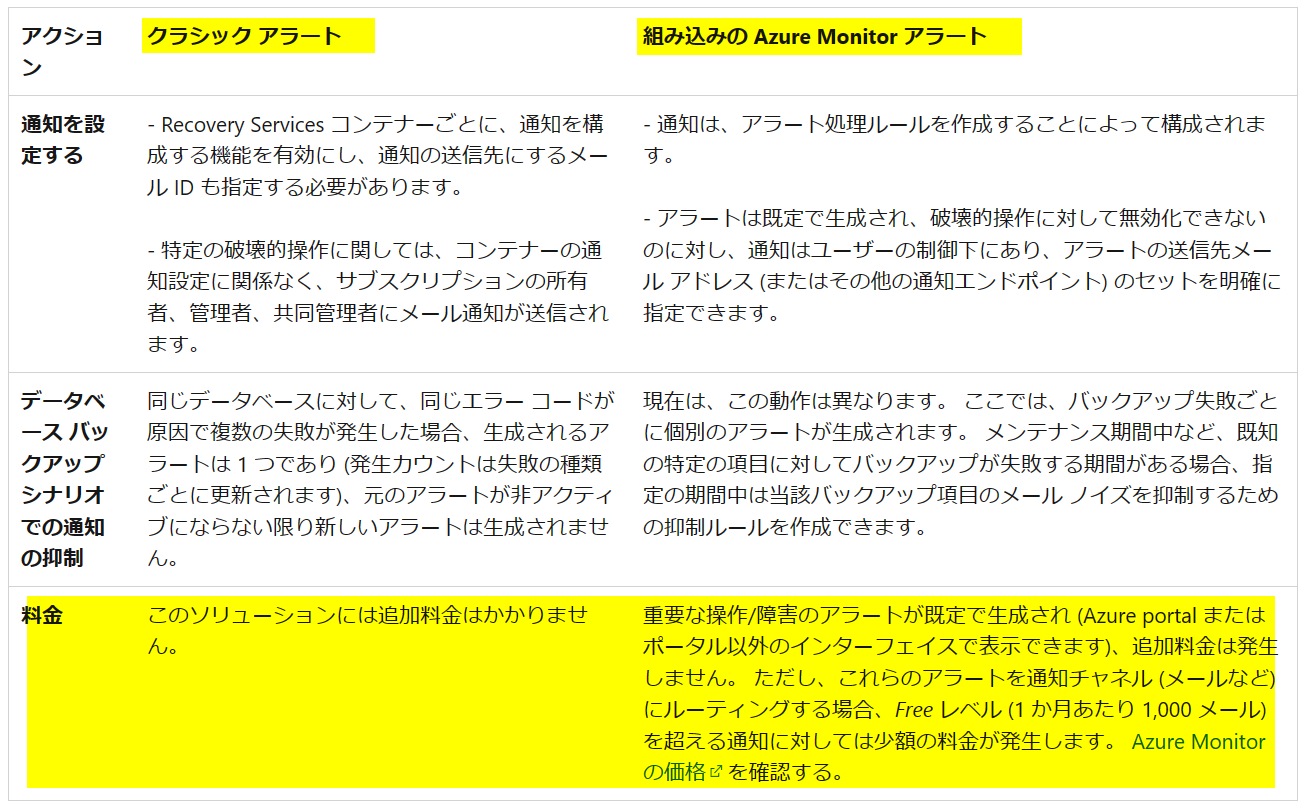 アクショ
ン
クラシック アラート
組み込みの Azure Monitor アラート
通知を設
定する
- Recovery Services コンテナーごとに、通知を構
成する機能を有効にし、通知の送信先にするメー
ル ID も指定する必要があります。
- 特定の破壊的操作に関しては、コンテナーの通
知設定に関係なく、サブスクリプションの所有
者、管理者、共同管理者にメール通知が送信され
ます。
- 通知は、アラート処理ルールを作成することによって構成されま
す。
- アラートは既定で生成され、破壊的操作に対して無効化できない
のに対し、通知はユーザーの制御下にあり、アラートの送信先メー
ル アドレス (またはその他の通知エンドポイント) のセットを明確に
指定できます。
データベ
ース バッ
クアップ
シナリオ
での通知
の抑制
同じデータベースに対して、同じエラー コードが
原因で複数の失敗が発生した場合、生成されるア
ラートは 1 つであり (発生カウントは失敗の種類
ごとに更新されます)、元のアラートが非アクティ
ブにならない限り新しいアラートは生成されませ
ん。
現在は、この動作は異なります。 ここでは、バックアップ失敗ごと
に個別のアラートが生成されます。 メンテナンス期間中など、既知
の特定の項目に対してバックアップが失敗する期間がある場合、指
定の期間中は当該バックアップ項目のメール ノイズを抑制するため
の抑制ルールを作成できます。
料金
このソリューションには追加料金はかかりませ
ん。
重要な操作/障害のアラートが既定で生成され (Azure portal または
ポータル以外のインターフェイスで表示できます)、追加料金は発生
しません。 ただし、これらのアラートを通知チャネル (メールなど)
にルーティングする場合、Free レベル (1 か月あたり 1,000 メール)
を超える通知に対しては少額の料金が発生します。 Azure Monitor
の価格 を確認する。